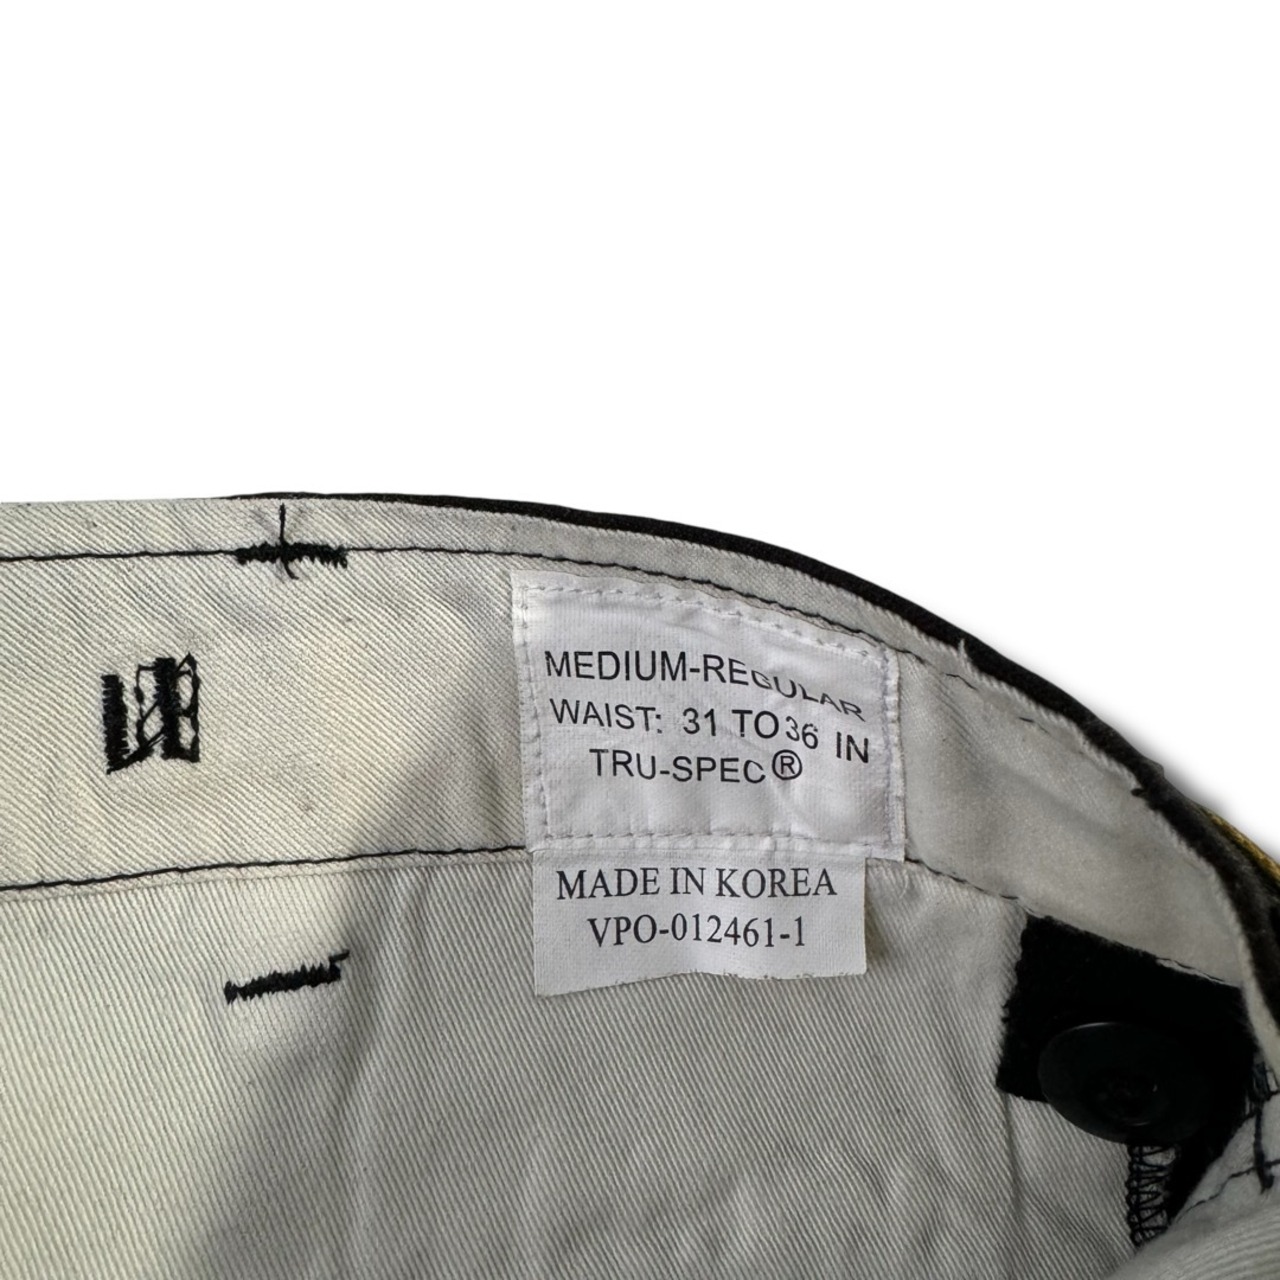 MEDIUM-REGULAR
WAIST: 31 TO 36 IN
TRU-SPEC®
MADE IN KOREA
VPO-012461-1